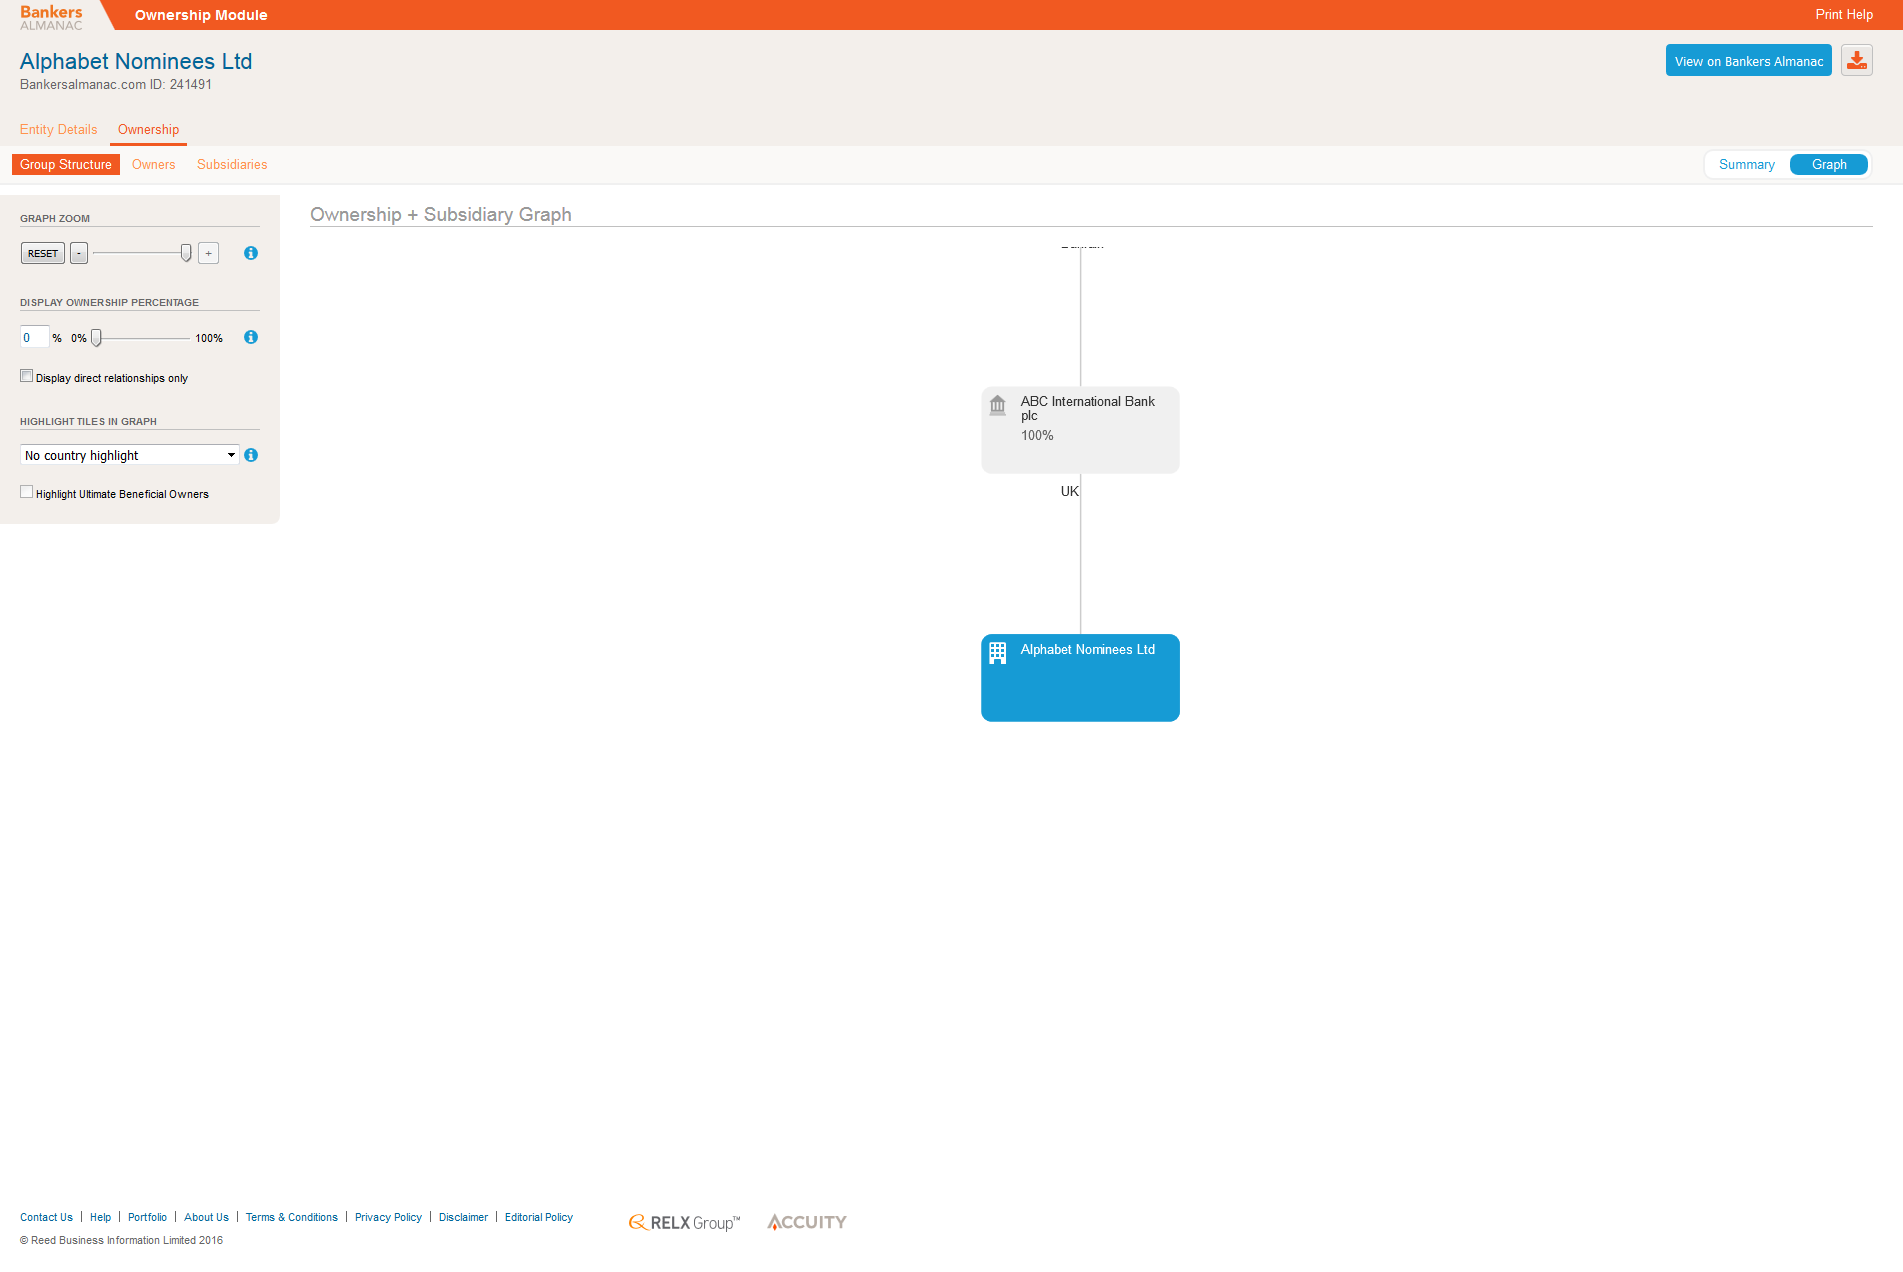 Bankers
ALMANAC
Ownership Module
Print Help
Alphabet Nominees Ltd
Bankersalmanac.com ID: 241491
View on Bankers Almanac
Entity Details
Ownership
Group Structure
Owners
Subsidiaries
Summary
Graph
GRAPH ZOOM
RESET
-
+
DISPLAY OWNERSHIP PERCENTAGE
0 % 0% 100%
Display direct relationships only
HIGHLIGHT TILES IN GRAPH
No country highlight
Highlight Ultimate Beneficial Owners
Ownership + Subsidiary Graph
ABC International Bank
plc
100%
UK
Alphabet Nominees Ltd
Contact Us | Help | Portfolio | About Us | Terms & Conditions | Privacy Policy | Disclaimer | Editorial Policy
RELX Group™
ACCUITY
© Reed Business Information Limited 2016